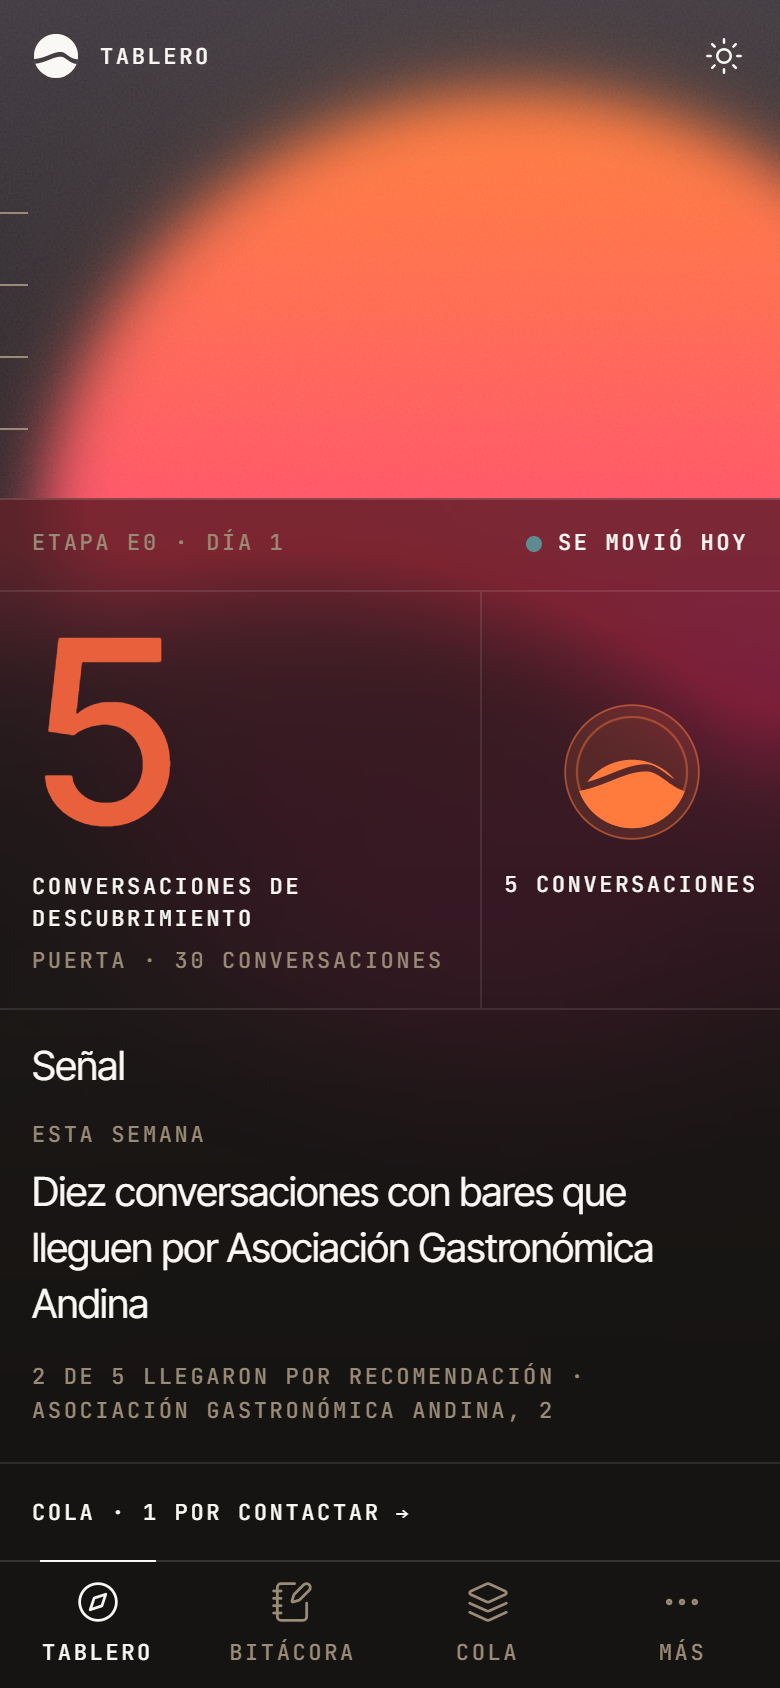 TABLERO
ETAPA E0 · DÍA 1
SE MOVIÓ HOY
5
CONVERSACIONES DE
DESCUBRIMIENTO
PUERTA · 30 CONVERSACIONES
5 CONVERSACIONES
Señal
ESTA SEMANA
Diez conversaciones con bares que
lleguen por Asociación Gastronómica
Andina
2 DE 5 LLEGARON POR RECOMENDACIÓN ·
ASOCIACIÓN GASTRONÓMICA ANDINA, 2
COLA · 1 POR CONTACTAR →
TABLERO
BITÁCORA
COLA
MÁS